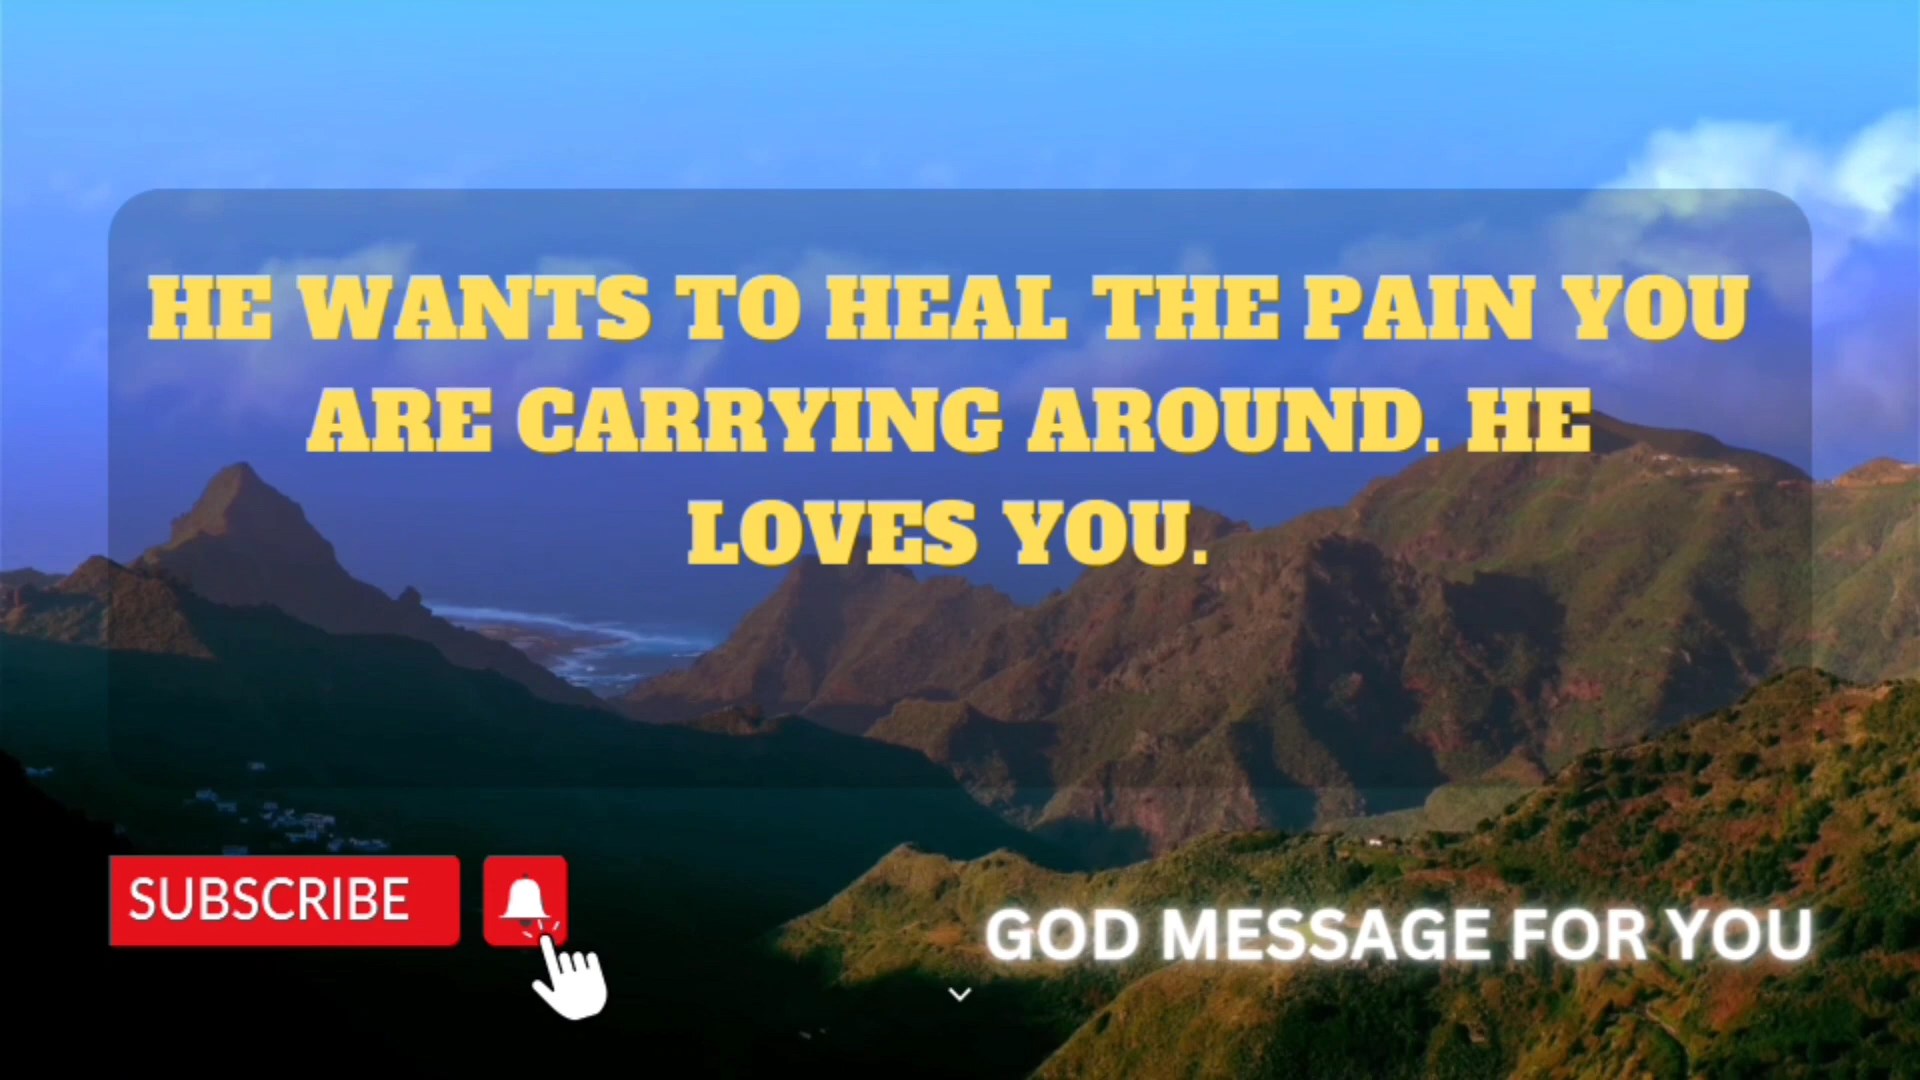 HE WANTS TO HEAL THE PAIN YOU
ARE CARRYING AROUND. HE
LOVES YOU.
SUBSCRIBE
GOD MESSAGE FOR YOU